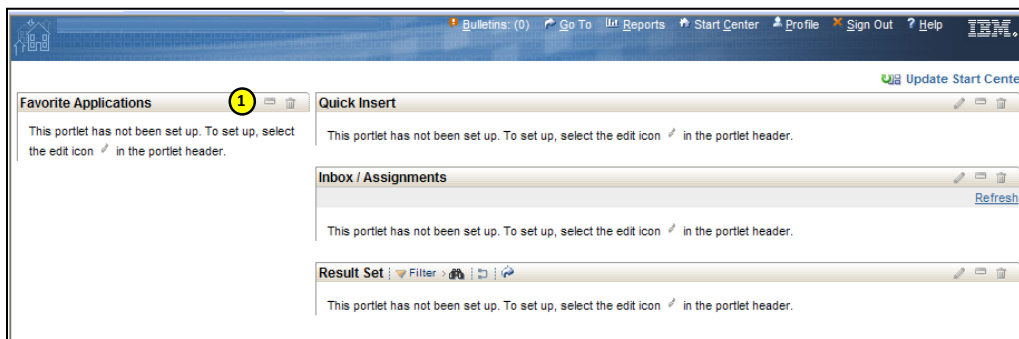 Bulletins: (0) Go To Reports Start Center Profile Sign Out ? Help IBM.
Update Start Cente
Favorite Applications 1
This portlet has not been set up. To set up, select
the edit icon in the portlet header.
Quick Insert
This portlet has not been set up. To set up, select the edit icon in the portlet header.
Inbox / Assignments
Refresh
This portlet has not been set up. To set up, select the edit icon in the portlet header.
Result Set Filter >
This portlet has not been set up. To set up, select the edit icon in the portlet header.